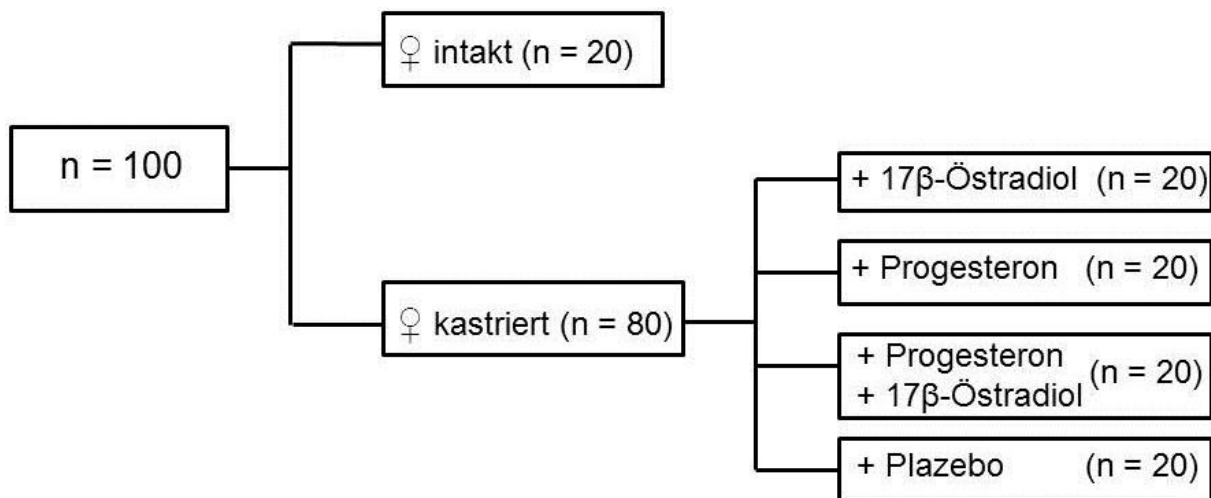 ♀ intakt (n = 20)
n = 100
♀ kastriert (n = 80)
+ 17β-Östradiol (n = 20)
+ Progesteron (n = 20)
+ Progesteron
+ 17β-Östradiol (n = 20)
+ Plazebo (n = 20)